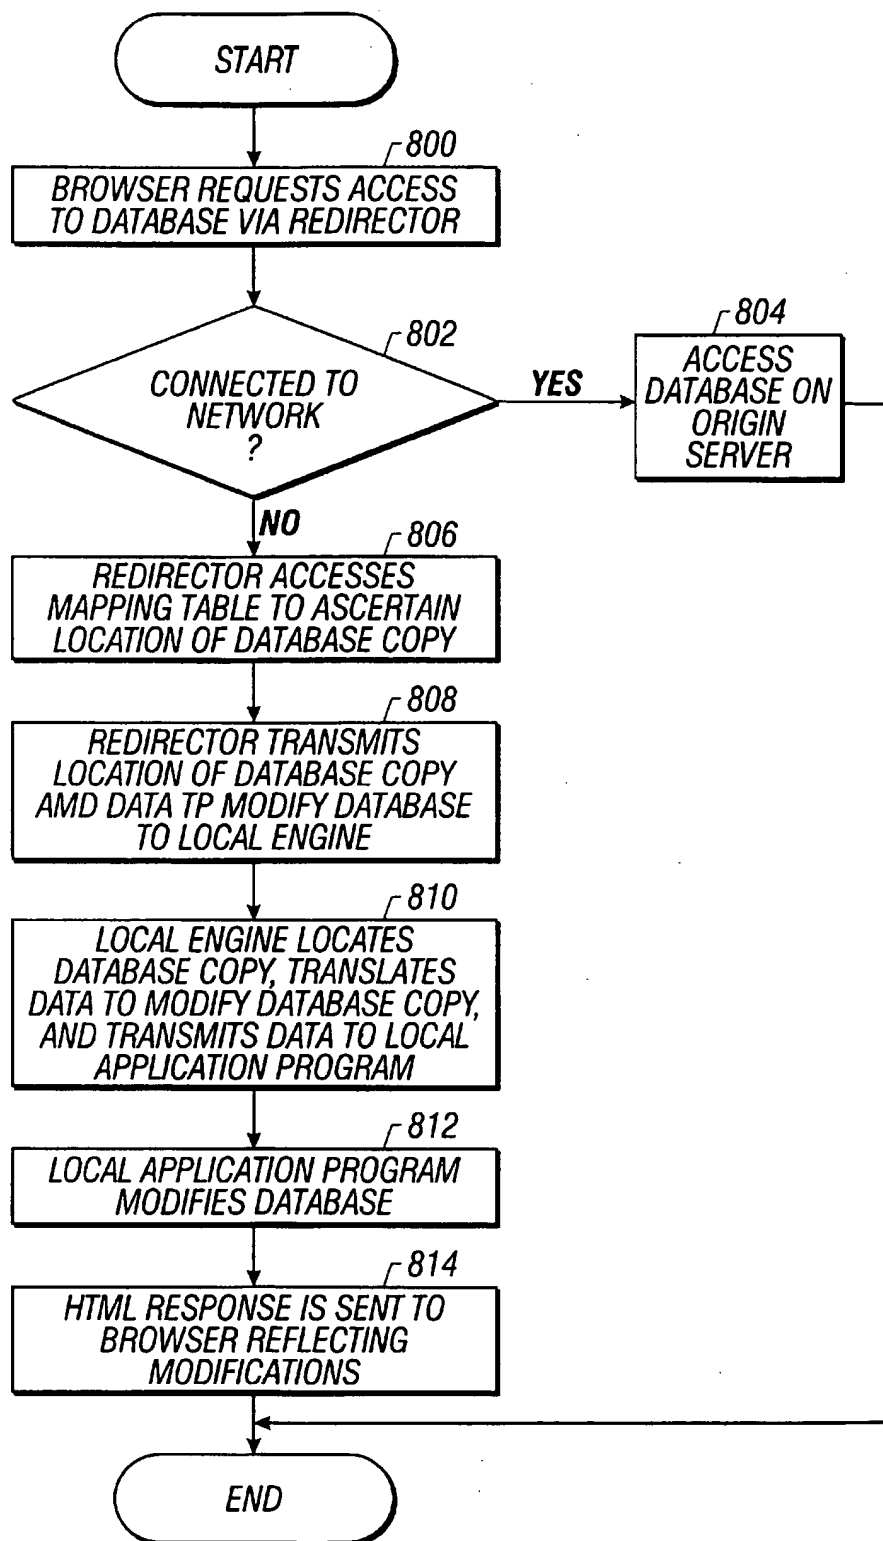 START
800
BROWSER REQUESTS ACCESS
TO DATABASE VIA REDIRECTOR
802
CONNECTED TO
NETWORK
?
YES
804
ACCESS
DATABASE ON
ORIGIN
SERVER
NO
806
REDIRECTOR ACCESSES
MAPPING TABLE TO ASCERTAIN
LOCATION OF DATABASE COPY
808
REDIRECTOR TRANSMITS
LOCATION OF DATABASE COPY
AMD DATA TP MODIFY DATABASE
TO LOCAL ENGINE
810
LOCAL ENGINE LOCATES
DATABASE COPY, TRANSLATES
DATA TO MODIFY DATABASE COPY,
AND TRANSMITS DATA TO LOCAL
APPLICATION PROGRAM
812
LOCAL APPLICATION PROGRAM
MODIFIES DATABASE
814
HTML RESPONSE IS SENT TO
BROWSER REFLECTING
MODIFICATIONS
END